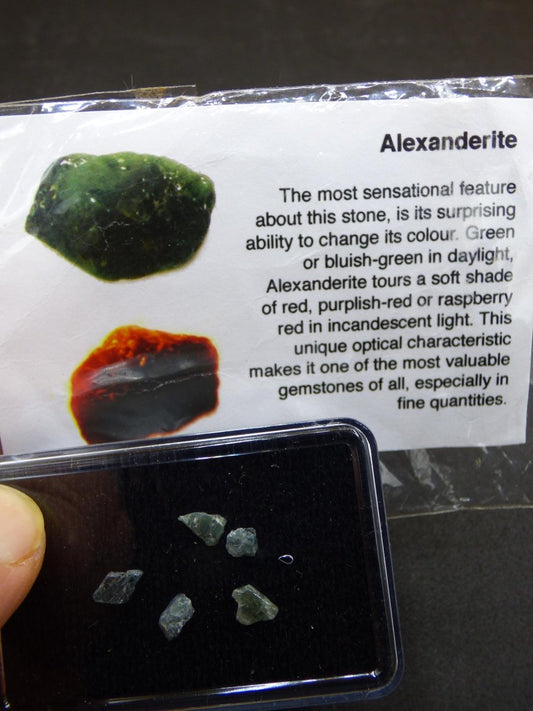 Alexanderite
The most sensational feature
about this stone, is its surprising
ability to change its colour. Green
or bluish-green in daylight,
Alexanderite tours a soft shade
of red, purplish-red or raspberry
red in incandescent light. This
unique optical characteristic
makes it one of the most valuable
gemstones of all, especially in
fine quantities.